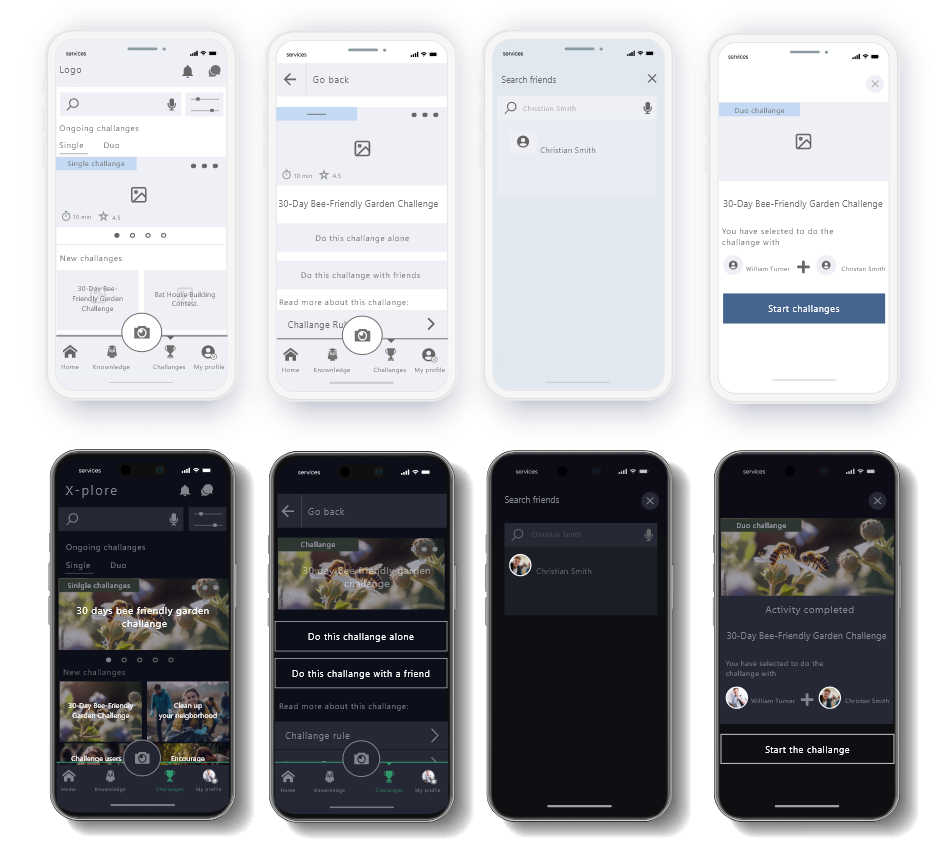 services
Logo
Ongoing challanges
Single Duo
Single challange
10 min 4.5
New challanges
30-Day Bee-
Friendly Garden
Challenge
Bat House Building
Contest.
Home Knownledge Challanges My profile
services
Go back
10 min 4.5
30-Day Bee-Friendly Garden Challenge
Do this challange alone
Do this challange with friends
Read more about this challange:
Challange Rul
Home Knownledge Challanges My profile
services
Search friends
Christian Smith
Christian Smith
services
Duo challange
30-Day Bee-Friendly Garden Challenge
You have selected to do the
challange with
William Turner Christan Smith
Start challanges
services
X-plore
Ongoing challanges
Single Duo
Sinlgle challanges
30 days bee friendly garden
challange
New challanges
30-Day Bee-Friendly
Garden Challenge
Clean up
your neigborhood
Challenge users
Encourage
Home Knownledge Challanges My profile
services
Go back
Challange
30-day Bee friendly garden
challange
Do this challange alone
Do this challange with a friend
Read more about this challange:
Challange rule
Home Knownledge Challanges My profile
services
Search friends
Christian Smith
Christian Smith
services
Duo challange
Activity completed
30-Day Bee-Friendly Garden Challenge
You have selected to do the
challange with
William Turner Christan Smith
Start the challange